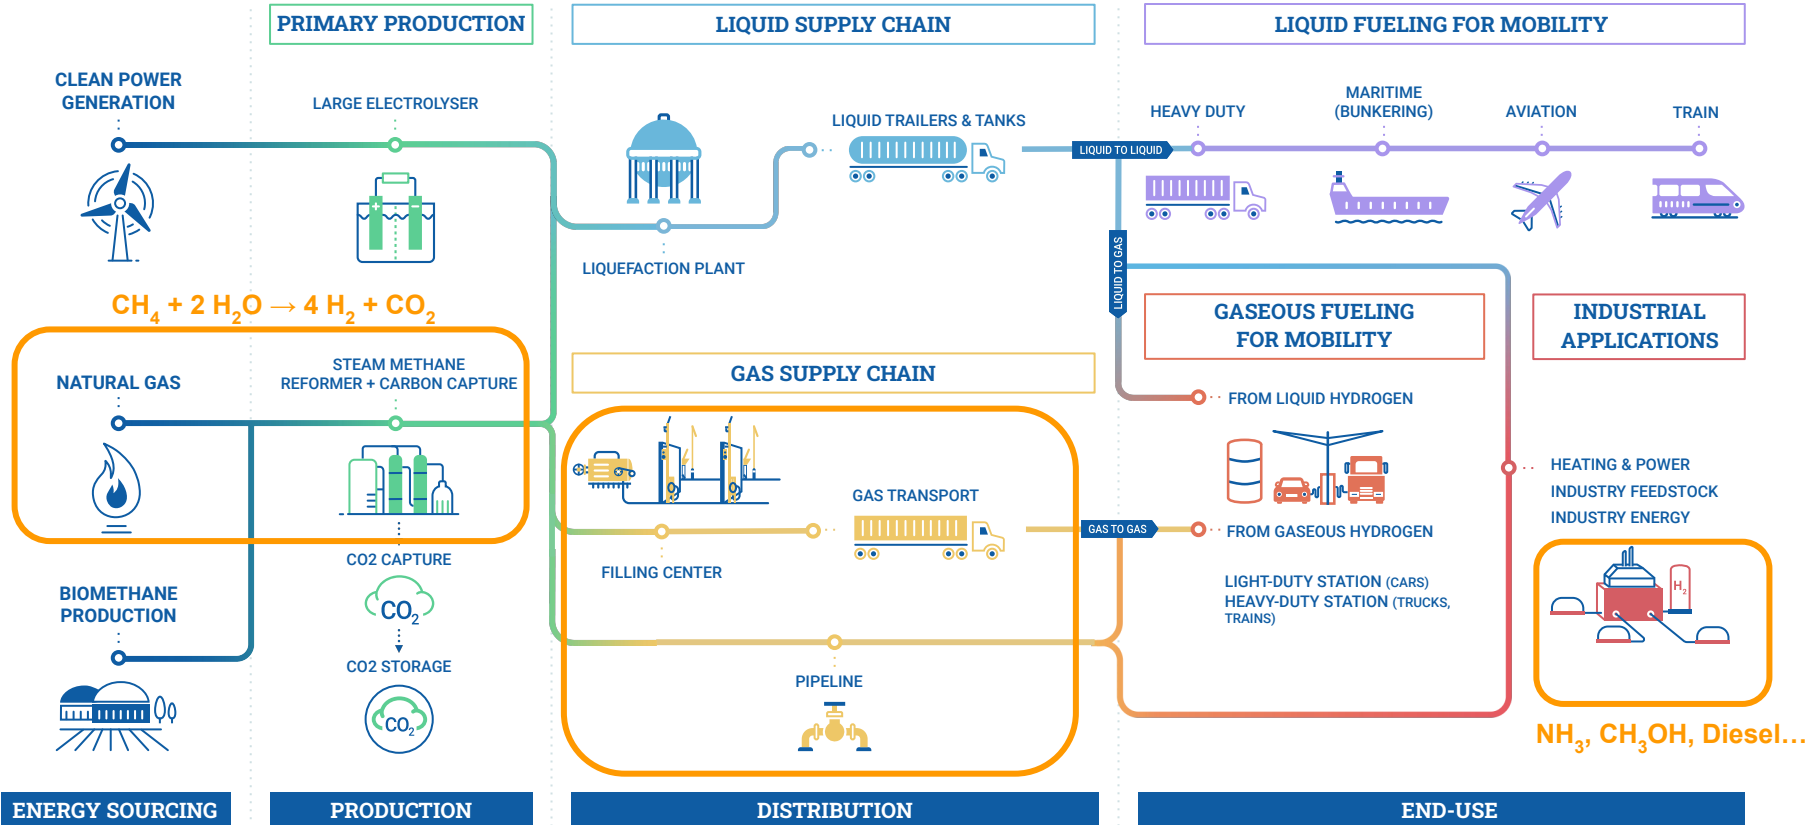 PRIMARY PRODUCTION
LIQUID SUPPLY CHAIN
LIQUID FUELING FOR MOBILITY
CLEAN POWER
GENERATION
LARGE ELECTROLYSER
LIQUID TRAILERS & TANKS
LIQUID TO LIQUID
HEAVY DUTY
MARITIME
(BUNKERING)
AVIATION
TRAIN
+ −
LIQUEFACTION PLANT
LIQUID TO GAS
CH4 + 2 H2O → 4 H2 + CO2
NATURAL GAS
STEAM METHANE
REFORMER + CARBON CAPTURE
GAS SUPPLY CHAIN
GASEOUS FUELING
FOR MOBILITY
INDUSTRIAL
APPLICATIONS
FROM LIQUID HYDROGEN
GAS TRANSPORT
GAS TO GAS
FROM GASEOUS HYDROGEN
HEATING & POWER
INDUSTRY FEEDSTOCK
INDUSTRY ENERGY
FILLING CENTER
LIGHT-DUTY STATION (CARS)
HEAVY-DUTY STATION (TRUCKS,
TRAINS)
H2
BIOMETHANE
PRODUCTION
CO2 CAPTURE
CO2
CO2 STORAGE
CO2
PIPELINE
NH3, CH3OH, Diesel…
ENERGY SOURCING
PRODUCTION
DISTRIBUTION
END-USE